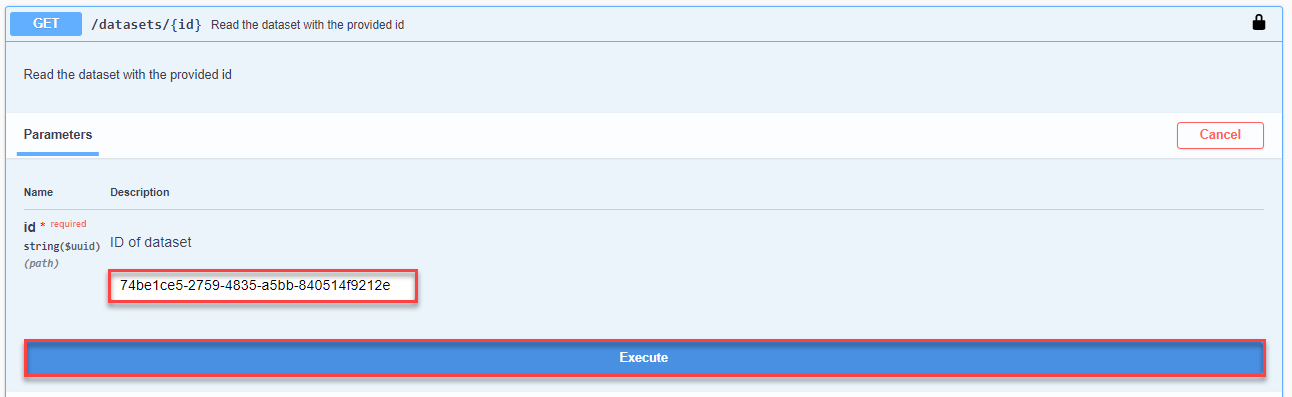 GET /datasets/{id} Read the dataset with the provided id
Read the dataset with the provided id
Parameters Cancel
Name Description
id * required
string($uuid) ID of dataset
(path)
74be1ce5-2759-4835-a5bb-840514f9212e
Execute